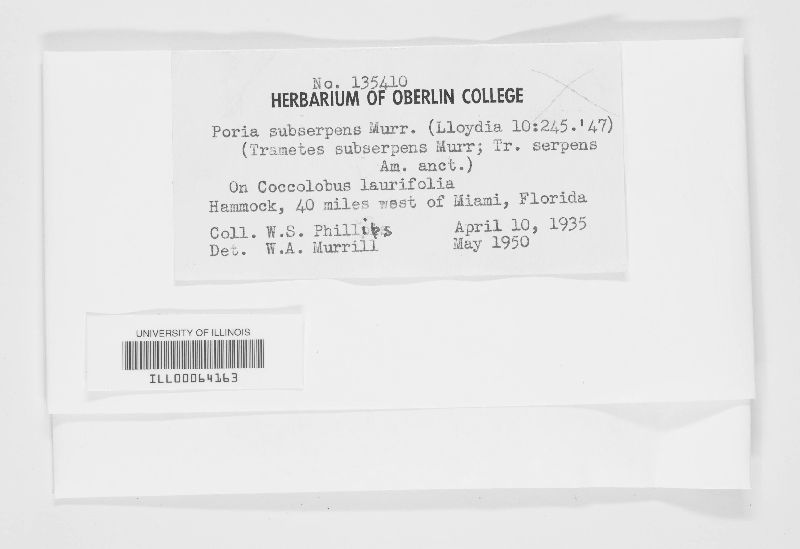 No. 135410
HERBARIUM OF OBERLIN COLLEGE
Poria subserpens Murr. (Lloydia 10:245.'47)
(Trametes subserpens Murr; Tr. serpens
Am. anct.)
On Coccolobus laurifolia
Hammock, 40 miles west of Miami, Florida
Coll. W.S. Phillips April 10, 1935
Det. W.A. Murrill May 1950
UNIVERSITY OF ILLINOIS
ILL00064163